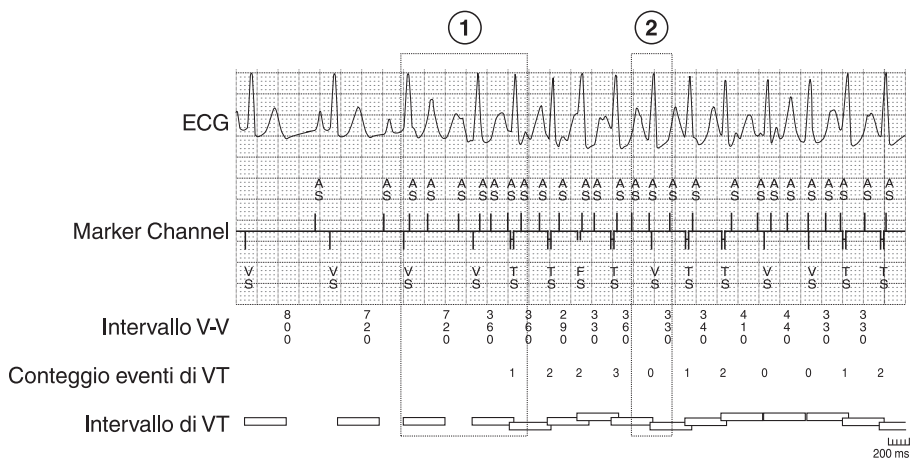 1 2
ECG
AS AS AS AS AS AS AS AS AS AS AS AS AS AS AS AS AS AS AS AS AS AS AS AS AS AS AS
Marker Channel
VS VS VS VS TS TS FS TS VS TS TS VS VS TS TS
Intervallo V-V 800 720 720 360 360 290 330 360 330 340 410 440 330 330
Conteggio eventi di VT 1 2 2 3 0 1 2 0 0 1 2
Intervallo di VT
200 ms